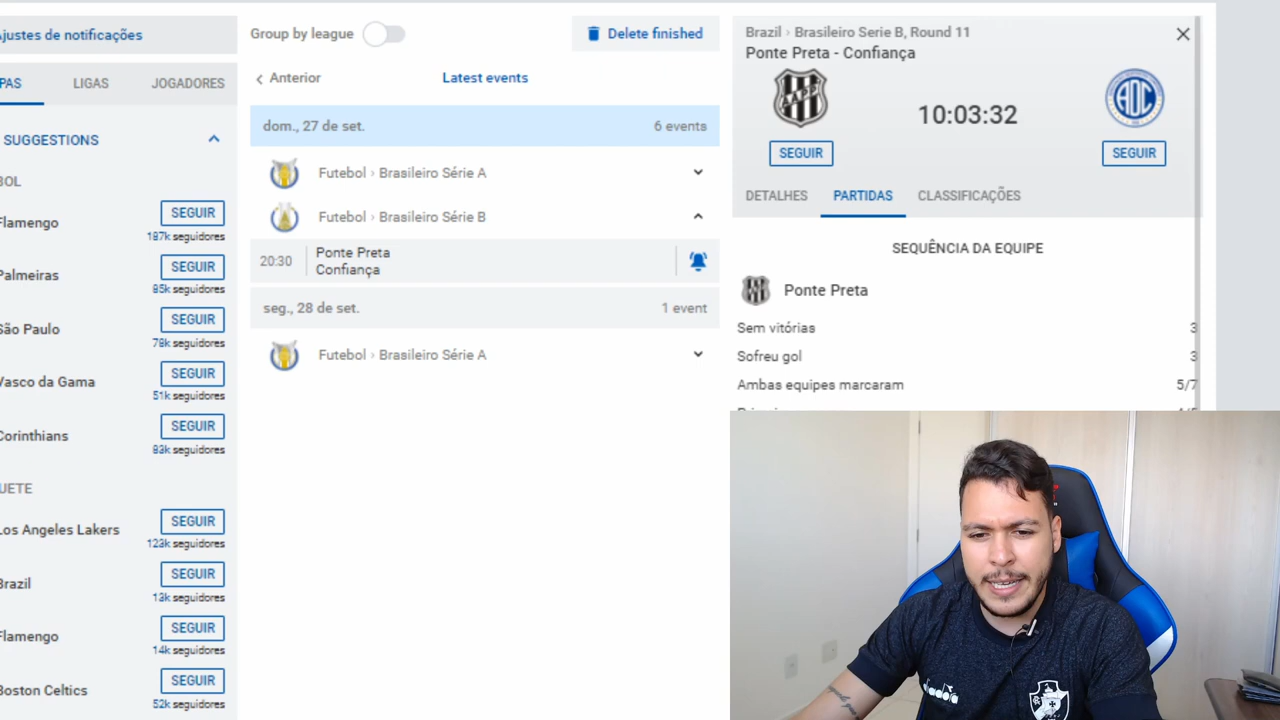 Ajustes de notificações
PAS
LIGAS
JOGADORES
SUGGESTIONS
BOL
Flamengo
SEGUIR
187k seguidores
Palmeiras
SEGUIR
85k seguidores
São Paulo
SEGUIR
78k seguidores
Vasco da Gama
SEGUIR
51k seguidores
Corinthians
SEGUIR
83k seguidores
UETE
Los Angeles Lakers
SEGUIR
123k seguidores
Brazil
SEGUIR
13k seguidores
Flamengo
SEGUIR
14k seguidores
Boston Celtics
SEGUIR
52k seguidores
Group by league
Delete finished
Anterior
Latest events
dom., 27 de set.
6 events
Futebol › Brasileiro Série A
Futebol › Brasileiro Série B
20:30
Ponte Preta
Confiança
seg., 28 de set.
1 event
Futebol › Brasileiro Série A
Brazil › Brasileiro Serie B, Round 11
Ponte Preta - Confiança
AAPP
ADC
10:03:32
SEGUIR
SEGUIR
DETALHES
PARTIDAS
CLASSIFICAÇÕES
SEQUÊNCIA DA EQUIPE
Ponte Preta
Sem vitórias
3
Sofreu gol
3
Ambas equipes marcaram
5/7
diadora